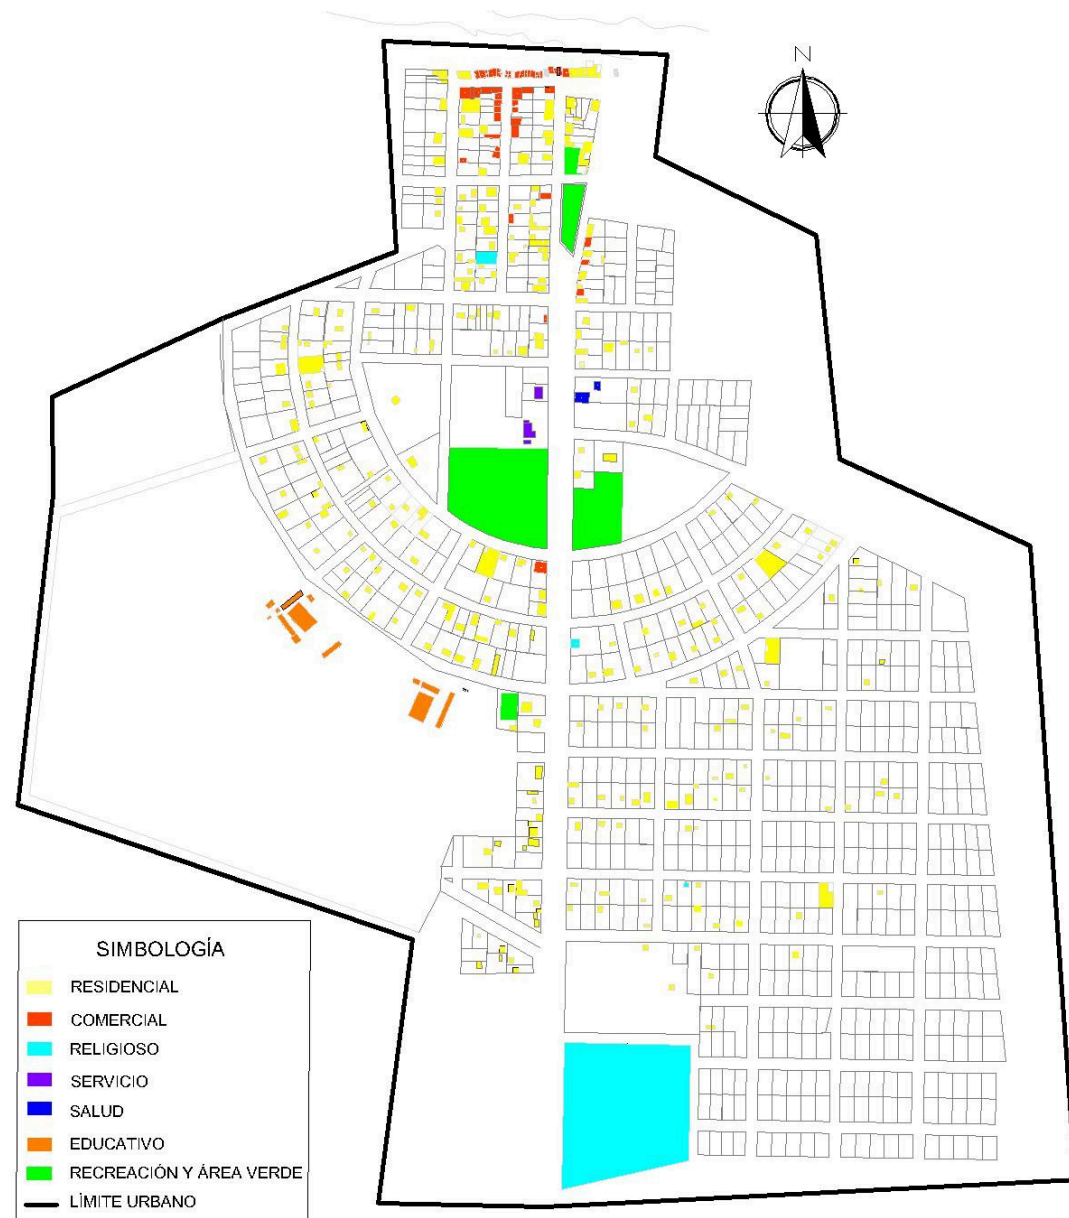 N
SIMBOLOGÍA
RESIDENCIAL
COMERCIAL
RELIGIOSO
SERVICIO
SALUD
EDUCATIVO
RECREACIÓN Y ÁREA VERDE
LÍMITE URBANO